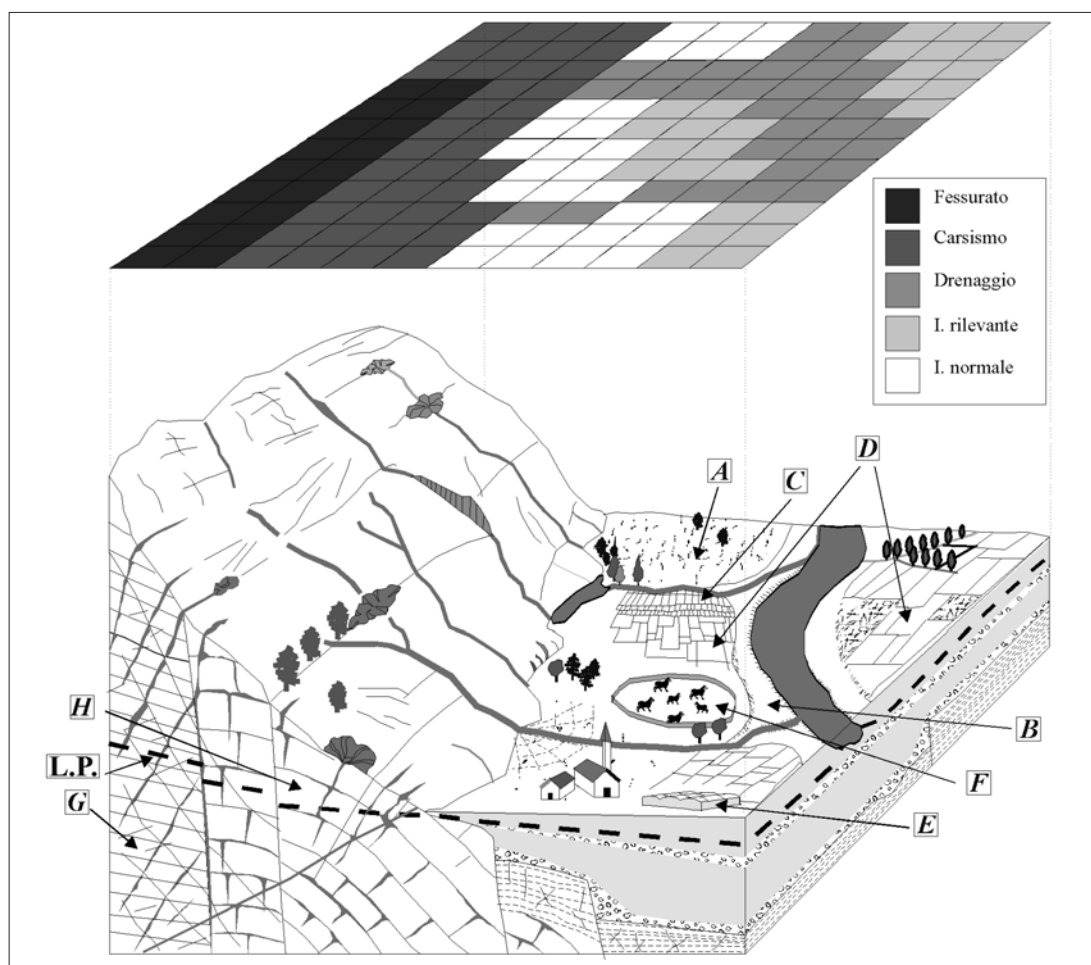 Fessurato
Carsismo
Drenaggio
I. rilevante
I. normale
A
C
D
H
L.P.
G
B
F
E